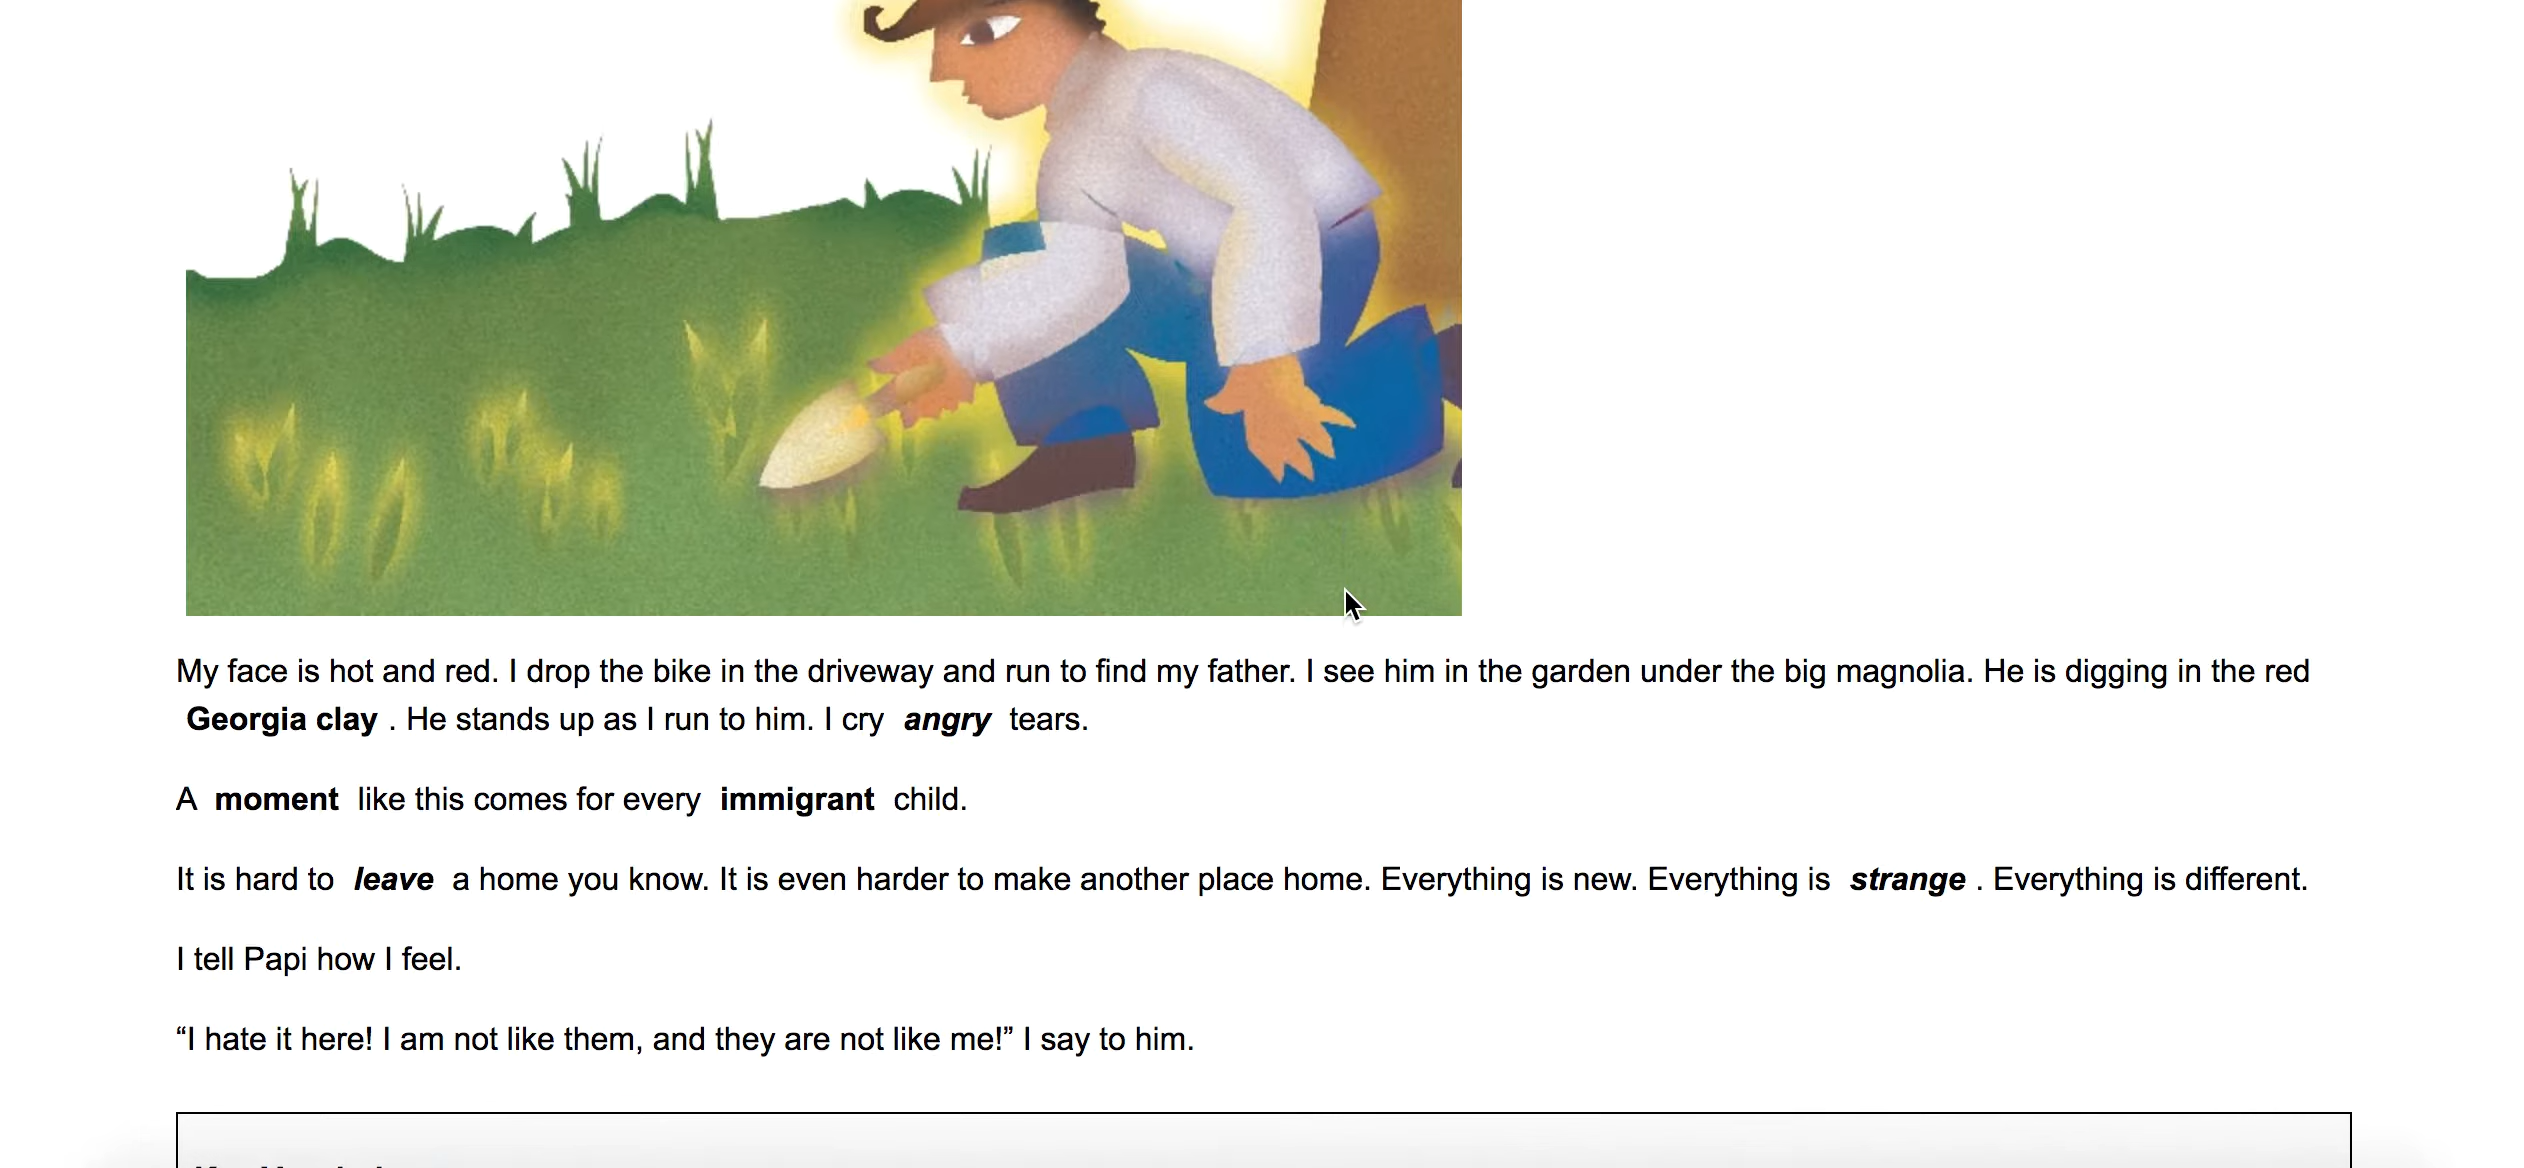 My face is hot and red. I drop the bike in the driveway and run to find my father. I see him in the garden under the big magnolia. He is digging in the red
Georgia clay . He stands up as I run to him. I cry angry tears.
A moment like this comes for every immigrant child.
It is hard to leave a home you know. It is even harder to make another place home. Everything is new. Everything is strange . Everything is different.
I tell Papi how I feel.
“I hate it here! I am not like them, and they are not like me!” I say to him.